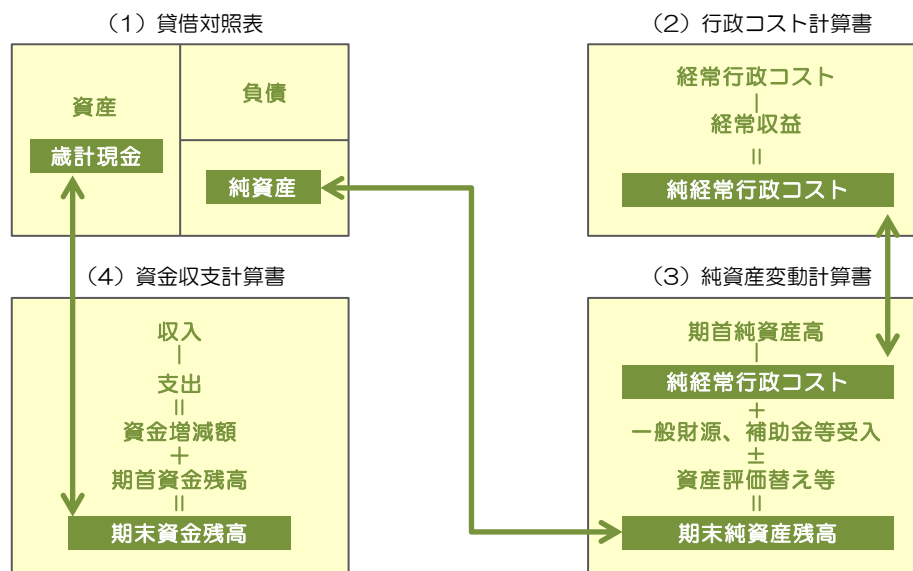 （1）貸借対照表
資産
歳計現金
負債
純資産
（2）行政コスト計算書
経常行政コスト
－
経常収益
＝
純経常行政コスト
（4）資金収支計算書
収入
－
支出
＝
資金増減額
＋
期首資金残高
＝
期末資金残高
（3）純資産変動計算書
期首純資産高
－
純経常行政コスト
＋
一般財源、補助金等受入
±
資産評価替え等
＝
期末純資産残高